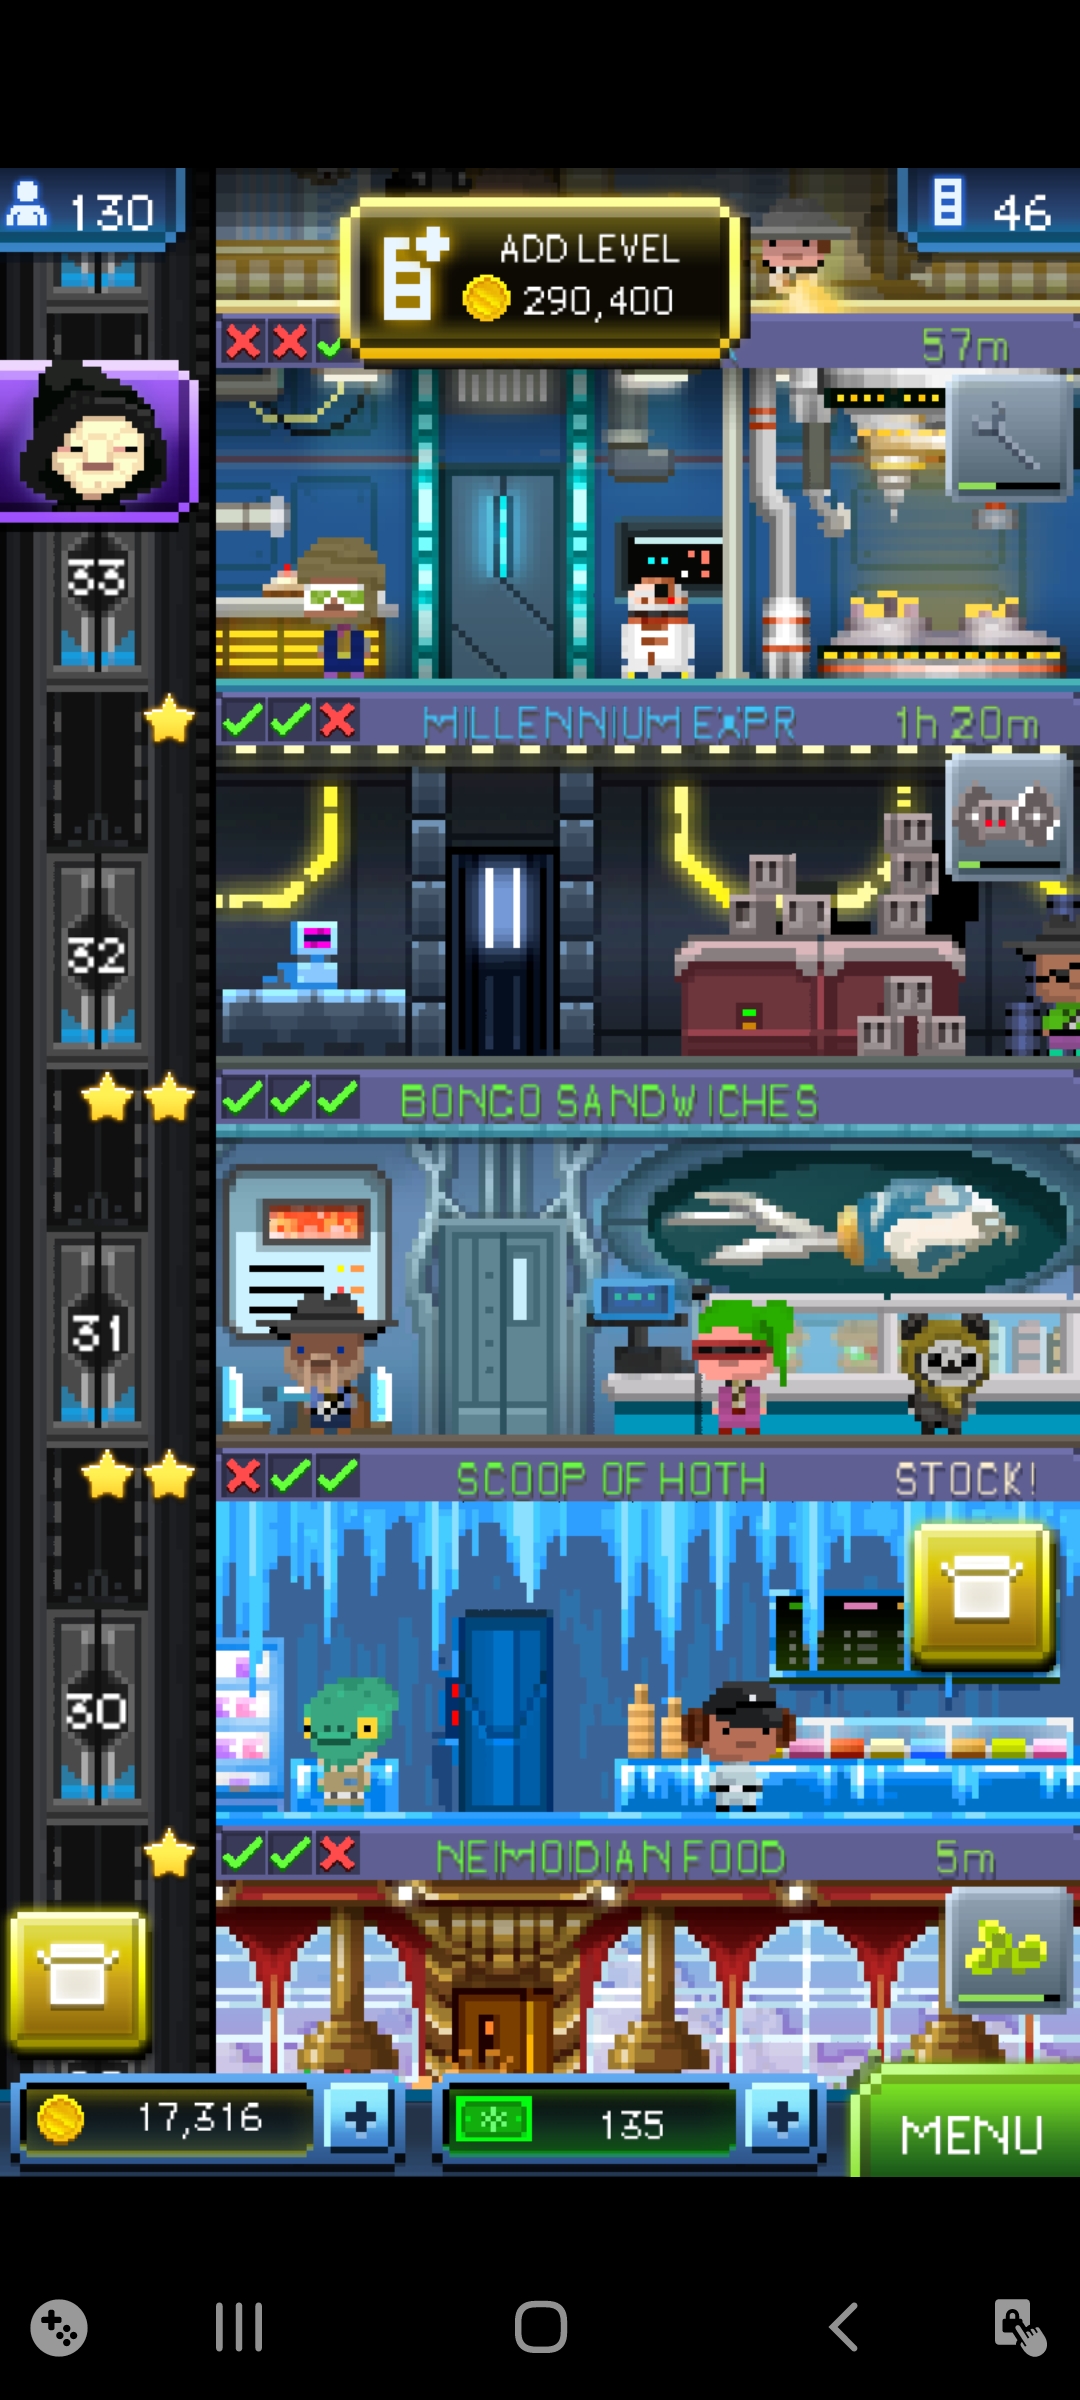 130
ADD LEVEL
290,400
46
57m
33
MILLENNIUM EXPR
1h 20m
32
BONGO SANDWICHES
31
SCOOP OF HOTH
STOCK!
30
NEIMOIDIAN FOOD
5m
17,316
135
MENU